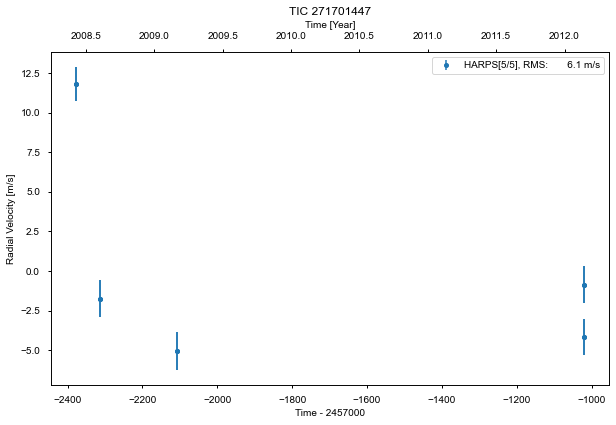 TIC 271701447
Time [Year]
2008.5 2009.0 2009.5 2010.0 2010.5 2011.0 2011.5 2012.0
HARPS[5/5], RMS: 6.1 m/s
12.5
10.0
7.5
5.0
2.5
0.0
−2.5
−5.0
Radial Velocity [m/s]
−2400 −2200 −2000 −1800 −1600 −1400 −1200 −1000
Time - 2457000